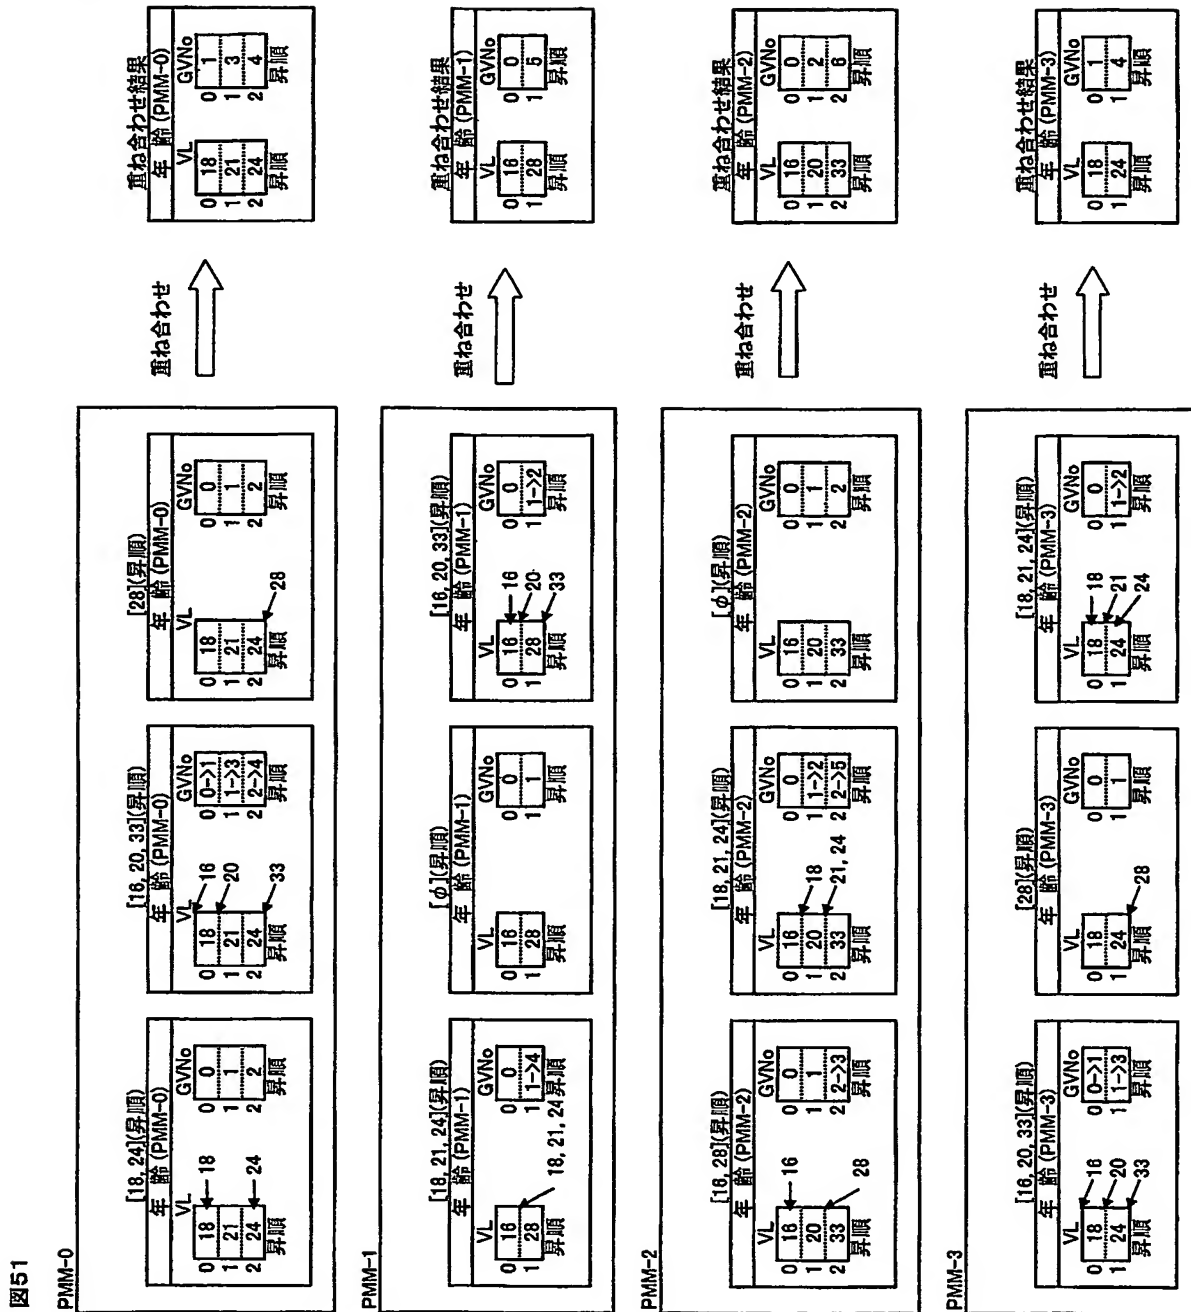 図51
PMM-0
[18, 24](昇順)
年 齢 (PMM-0)
VL GVNo
0 18 18 0 0
1 21 1 1
2 24 24 2 2
昇順 昇順
[16, 20, 33](昇順)
年 齢 (PMM-0)
VL GVNo
16
0 18 0 0->1
20
1 21 1 1->3
2 24 2 2->4
33
昇順 昇順
[28](昇順)
年 齢 (PMM-0)
VL GVNo
0 18 0 0
1 21 1 1
2 24 2 2
28
昇順 昇順
重ね合わせ
重ね合わせ結果
年 齢 (PMM-0)
VL GVNo
0 18 0 1
1 21 1 3
2 24 2 4
昇順 昇順
PMM-1
[18, 21, 24](昇順)
年 齢 (PMM-1)
VL GVNo
0 16 0 0
1 28 1 1->4
18, 21, 24
昇順 昇順
[φ](昇順)
年 齢 (PMM-1)
VL GVNo
0 16 0 0
1 28 1 1
昇順 昇順
[16, 20, 33](昇順)
年 齢 (PMM-1)
VL GVNo
0 16 16 0 0
20
1 28 1 1->2
33
昇順 昇順
重ね合わせ
重ね合わせ結果
年 齢 (PMM-1)
VL GVNo
0 16 0 0
1 28 1 5
昇順 昇順
PMM-2
[16, 28](昇順)
年 齢 (PMM-2)
VL GVNo
0 16 16 0 0
1 20 1 1
28
2 33 2 2->3
昇順 昇順
[18, 21, 24](昇順)
年 齢 (PMM-2)
VL GVNo
0 16 0 0
18
1 20 1 1->2
21, 24
2 33 2 2->5
昇順 昇順
[φ](昇順)
年 齢 (PMM-2)
VL GVNo
0 16 0 0
1 20 1 1
2 33 2 2
昇順 昇順
重ね合わせ
重ね合わせ結果
年 齢 (PMM-2)
VL GVNo
0 16 0 0
1 20 1 2
2 33 2 6
昇順 昇順
PMM-3
[16, 20, 33](昇順)
年 齢 (PMM-3)
VL GVNo
16
0 18 0 0->1
20
1 24 1 1->3
33
昇順 昇順
[28](昇順)
年 齢 (PMM-3)
VL GVNo
0 18 0 0
1 24 1 1
28
昇順 昇順
[18, 21, 24](昇順)
年 齢 (PMM-3)
VL GVNo
0 18 18 0 0
21
1 24 24 1 1->2
昇順 昇順
重ね合わせ
重ね合わせ結果
年 齢 (PMM-3)
VL GVNo
0 18 0 1
1 24 1 4
昇順 昇順